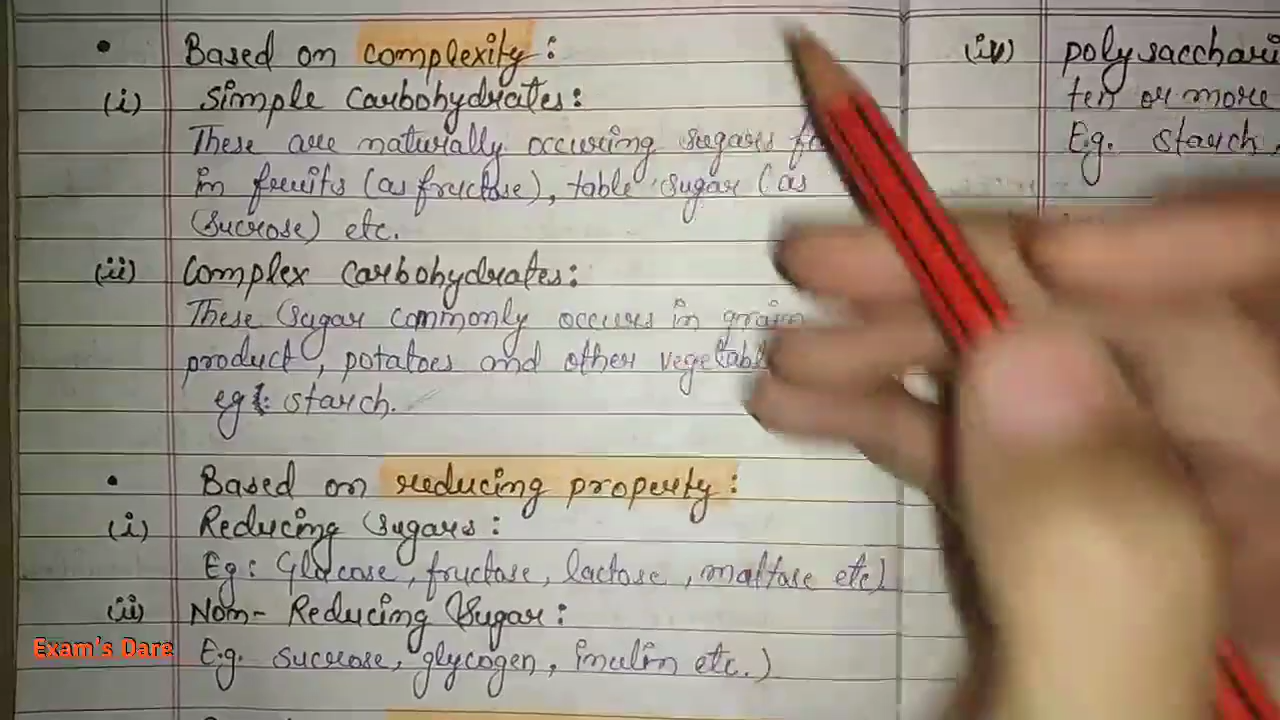 • Based on complexity:
(i) Simple Carbohydrates:
These are naturally occuring sugars
in fruits (as fructose), table sugar (as
(sucrose) etc.
(ii) Complex Carbohydrates:
These sugar commonly occurs in grain
product, potatoes and other
eg: starch.
• Based on reducing property:
(i) Reducing Sugars:
Eg: Glucose, fructose, lactose, maltase etc)
(ii) Non-Reducing Sugar:
E.g. sucrose, glycogen, inulin etc.)
(iv) polysacchari
ten or more
Eg. starch,
Exam's Dare